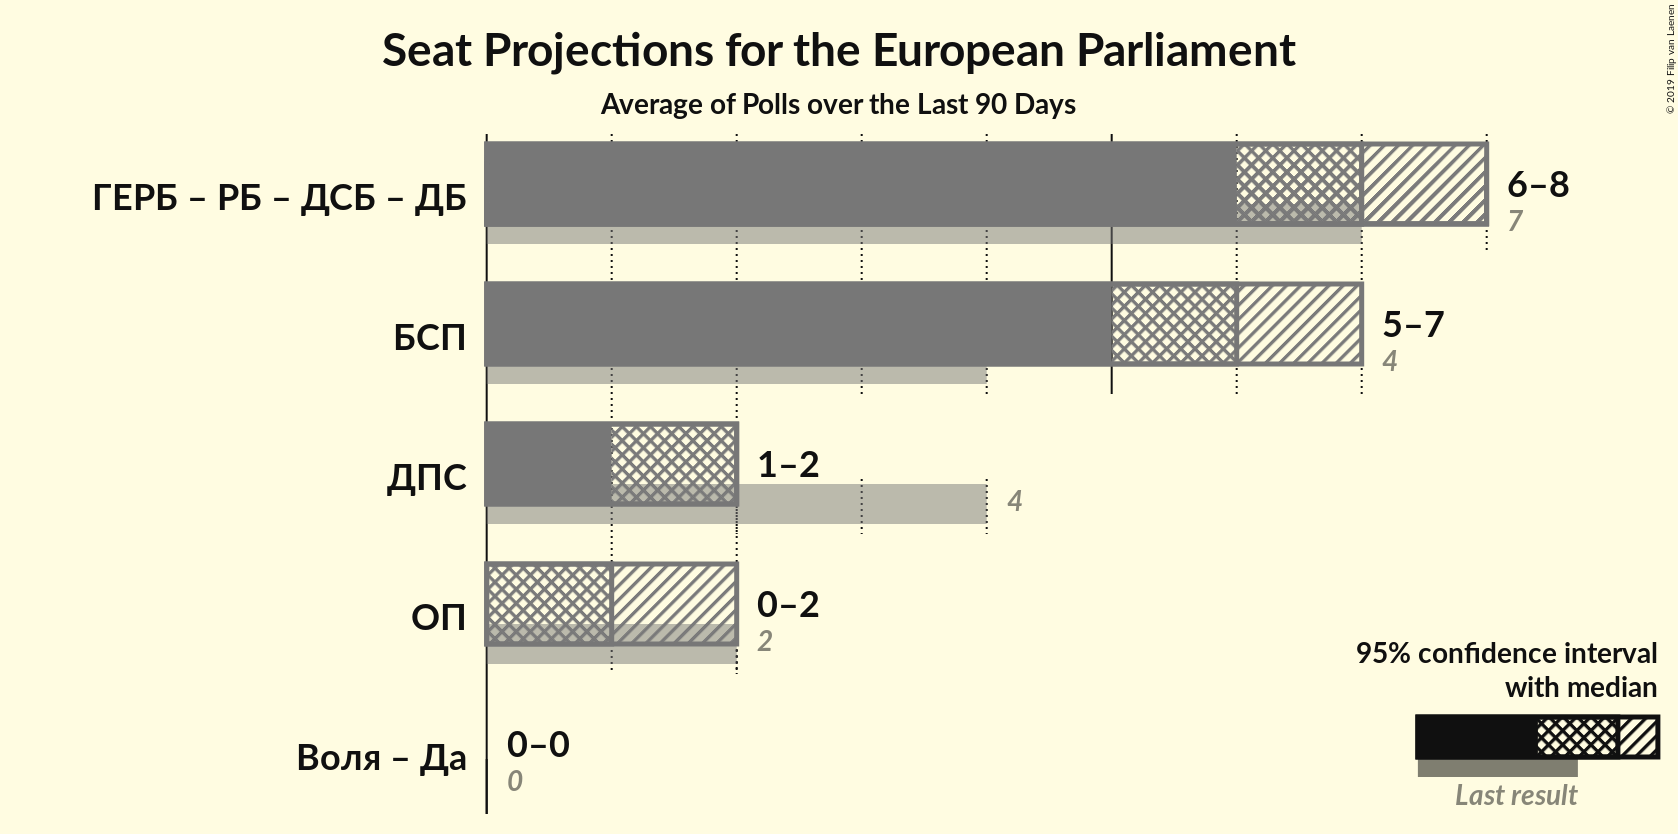 Seat Projections for the European Parliament
Average of Polls over the Last 90 Days
© 2019 Filip van Laenen
ГЕРБ – РБ – ДСБ – ДБ
6–8
7
БСП
5–7
4
ДПС
1–2
4
ОП
0–2
2
Воля – Да
0–0
0
95% confidence interval
with median
Last result